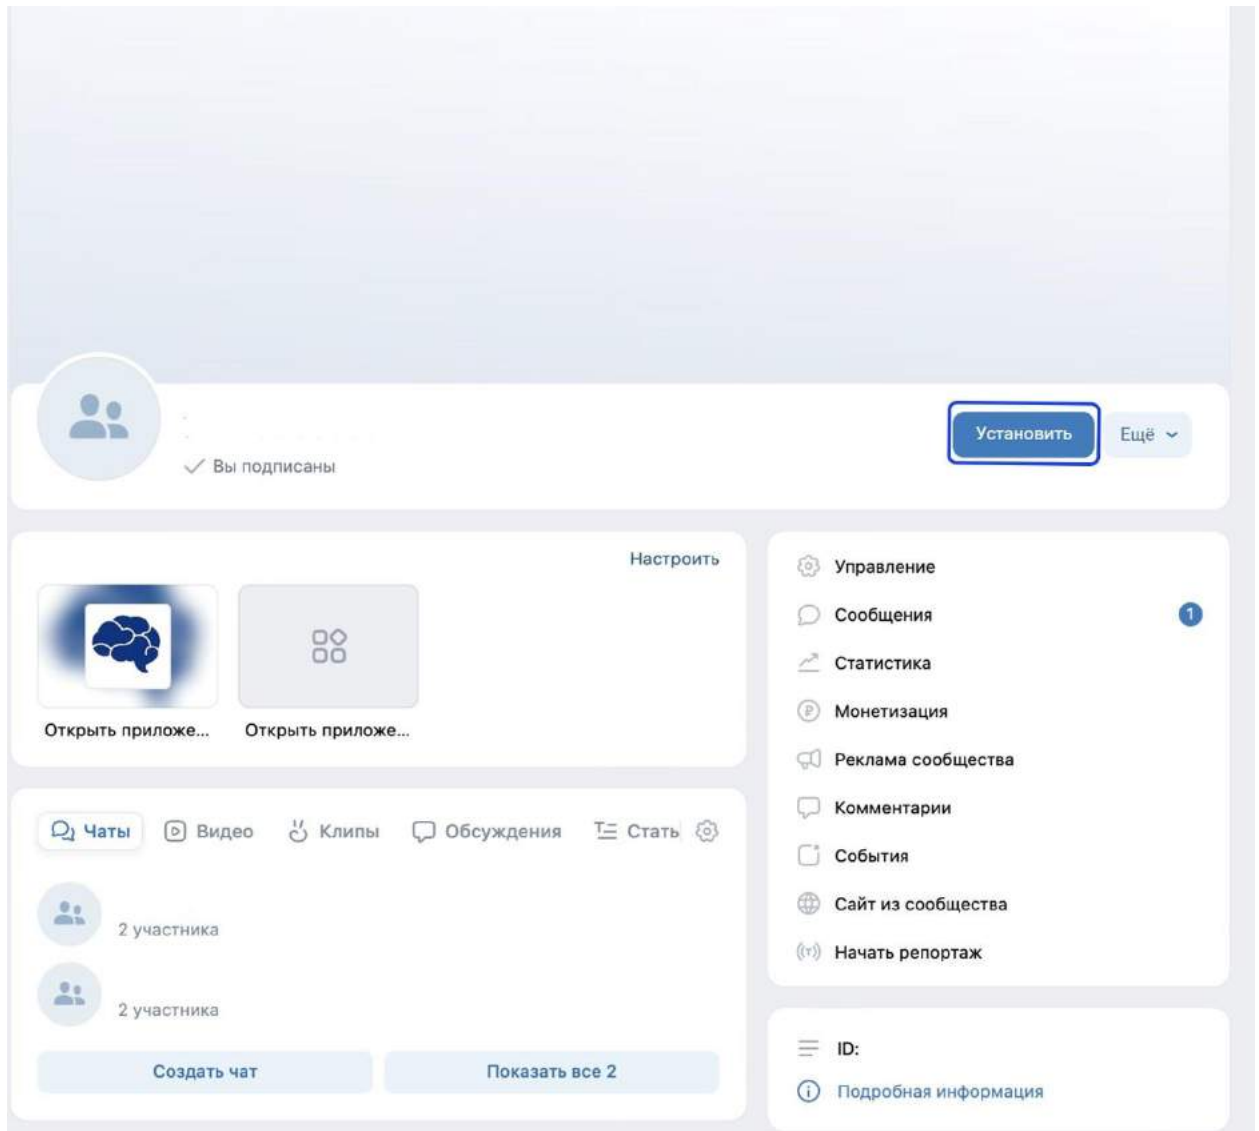 Установить
Ещё
Вы подписаны
Настроить
Открыть приложе...
Открыть приложе...
Чаты
Видео
Клипы
Обсуждения
Стать
2 участника
2 участника
Создать чат
Показать все 2
Управление
Сообщения
1
Статистика
Монетизация
Реклама сообщества
Комментарии
События
Сайт из сообщества
Начать репортаж
ID:
Подробная информация